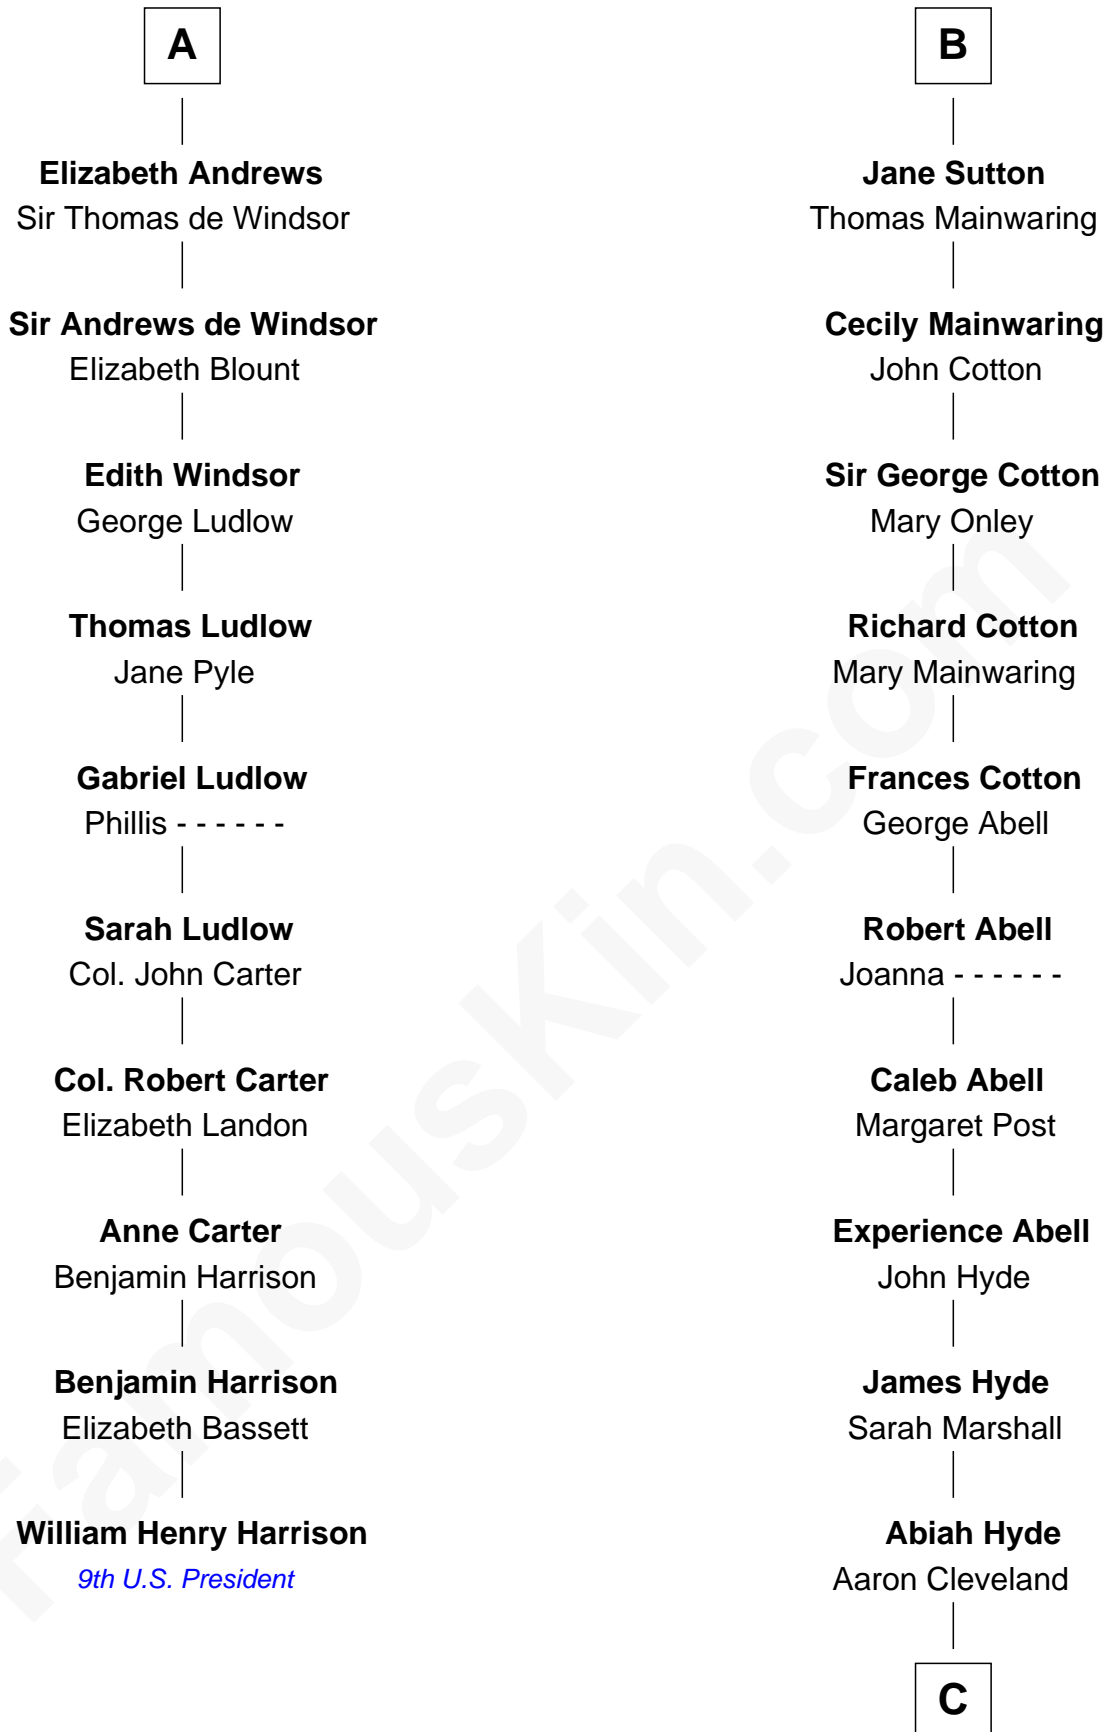 A
Elizabeth Andrews
Sir Thomas de Windsor
Sir Andrews de Windsor
Elizabeth Blount
Edith Windsor
George Ludlow
Thomas Ludlow
Jane Pyle
Gabriel Ludlow
Phillis - - - - - -
Sarah Ludlow
Col. John Carter
Col. Robert Carter
Elizabeth Landon
Anne Carter
Benjamin Harrison
Benjamin Harrison
Elizabeth Bassett
William Henry Harrison
9th U.S. President
B
Jane Sutton
Thomas Mainwaring
Cecily Mainwaring
John Cotton
Sir George Cotton
Mary Onley
Richard Cotton
Mary Mainwaring
Frances Cotton
George Abell
Robert Abell
Joanna - - - - - -
Caleb Abell
Margaret Post
Experience Abell
John Hyde
James Hyde
Sarah Marshall
Abiah Hyde
Aaron Cleveland
C
FamousKin.com